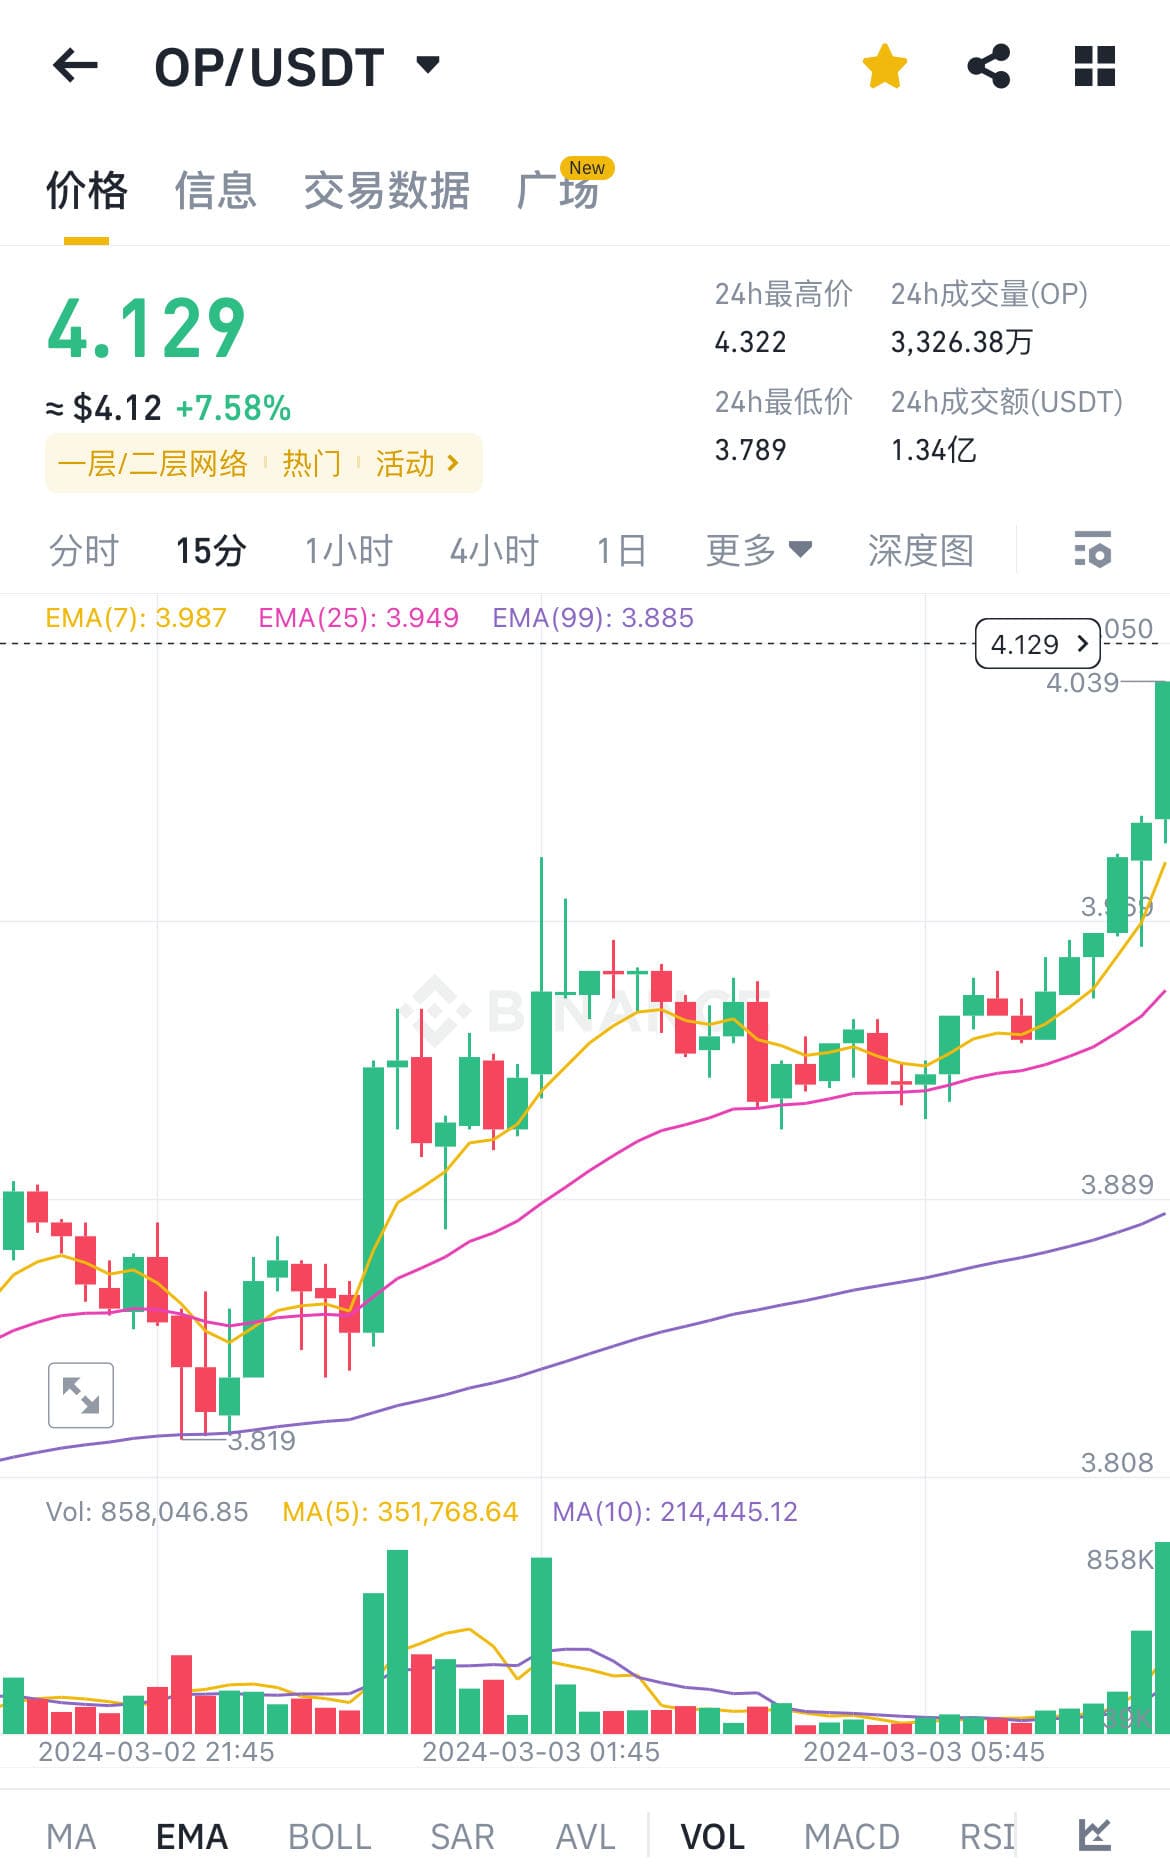 OP/USDT
价格 信息 交易数据 广场 New
4.129
≈ $4.12 +7.58%
一层/二层网络 热门 活动
24h最高价 24h成交量(OP)
4.322 3,326.38万
24h最低价 24h成交额(USDT)
3.789 1.34亿
分时 15分 1小时 4小时 1日 更多 深度图
EMA(7): 3.987 EMA(25): 3.949 EMA(99): 3.885
4.129 .050
4.039
3.969
BINANCE
3.889
3.819
3.808
Vol: 858,046.85 MA(5): 351,768.64 MA(10): 214,445.12
858K
2024-03-02 21:45 2024-03-03 01:45 2024-03-03 05:45
MA EMA BOLL SAR AVL VOL MACD RSI